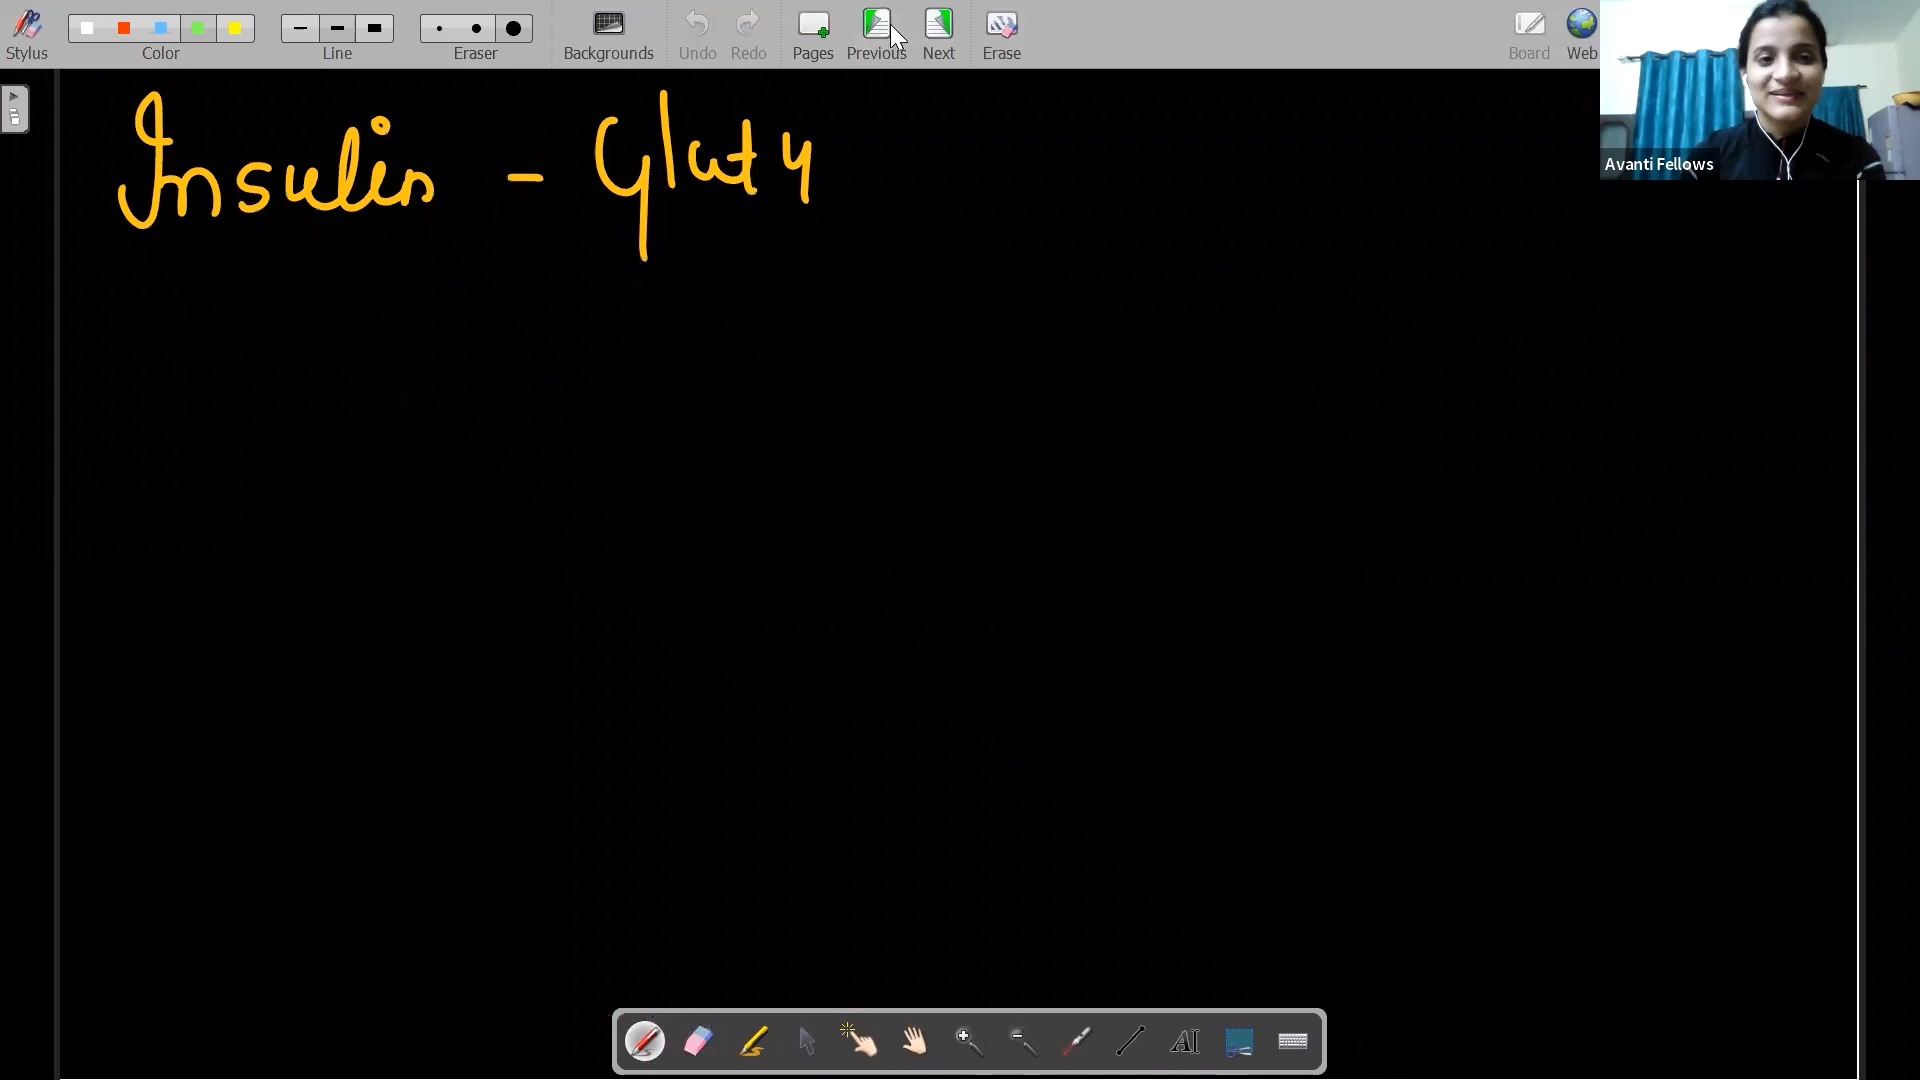 Stylus Color Line Eraser Backgrounds Undo Redo Pages Previous Next Erase Board Web
Avanti Fellows
Insulin - Glut 4